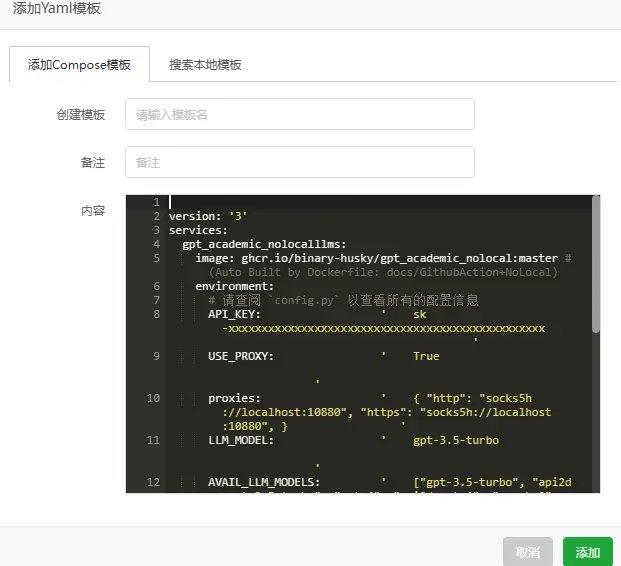 添加Yaml模板
添加Compose模板 搜索本地模板
创建模板 请输入模板名
备注 备注
内容
1
2 version: '3'
3 services:
4 gpt_academic_nolocalllms:
5 image: ghcr.io/binary-husky/gpt_academic_nolocal:master #
(Auto Built by Dockerfile: docs/GithubAction+NoLocal)
6 environment:
7 # 请查阅 `config.py` 以查看所有的配置信息
8 API_KEY: ' sk
-xxxxxxxxxxxxxxxxxxxxxxxxxxxxxxxxxxxxxxxxxxxxxxxxxx
'
9 USE_PROXY: ' True
'
10 proxies: ' { "http": "socks5h
://localhost:10880", "https": "socks5h://localhost
:10880", } '
11 LLM_MODEL: ' gpt-3.5-turbo
'
12 AVAIL_LLM_MODELS: ' ["gpt-3.5-turbo", "api2d
取消 添加